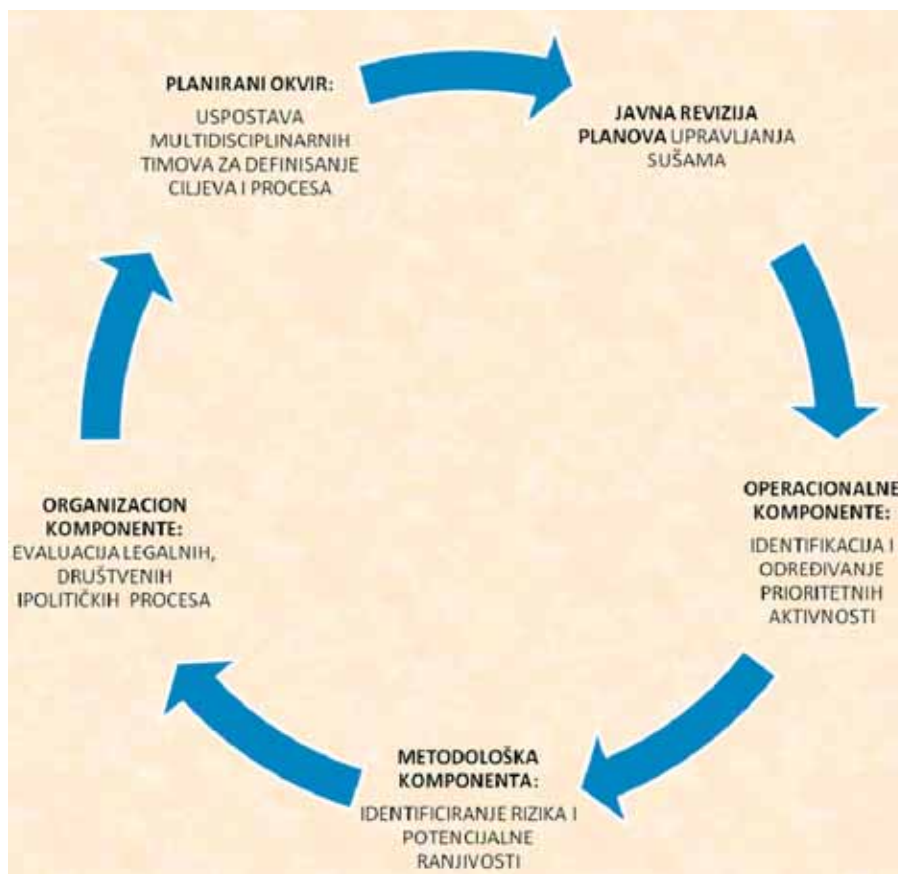 PLANIRANI OKVIR:
USPOSTAVA
MULTIDISCIPLINARNIH
TIMOVA ZA DEFINISANJE
CILJEVA I PROCESA
JAVNA REVIZIJA
PLANOVA UPRAVLJANJA
SUŠAMA
OPERACIONALNE
KOMPONENTE:
IDENTIFIKACIJA I
ODREĐIVANJE
PRIORITETNIH
AKTIVNOSTI
METODOLOŠKA
KOMPONENTA:
IDENTIFICIRANJE RIZIKA I
POTENCIJALNE
RANJIVOSTI
ORGANIZACION
KOMPONENTE:
EVALUACIJA LEGALNIH,
DRUŠTVENIH
IPOLITIČKIH PROCESA